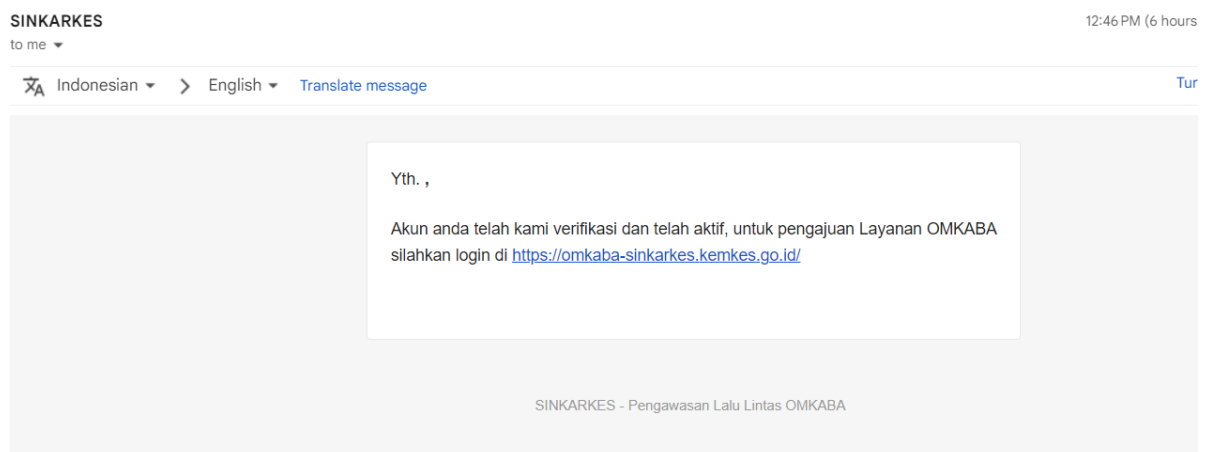 SINKARKES
12:46 PM (6 hours
to me
Indonesian > English Translate message
Tur
Yth. ,
Akun anda telah kami verifikasi dan telah aktif, untuk pengajuan Layanan OMKABA
silahkan login di https://omkaba-sinkarkes.kemkes.go.id/
SINKARKES - Pengawasan Lalu Lintas OMKABA